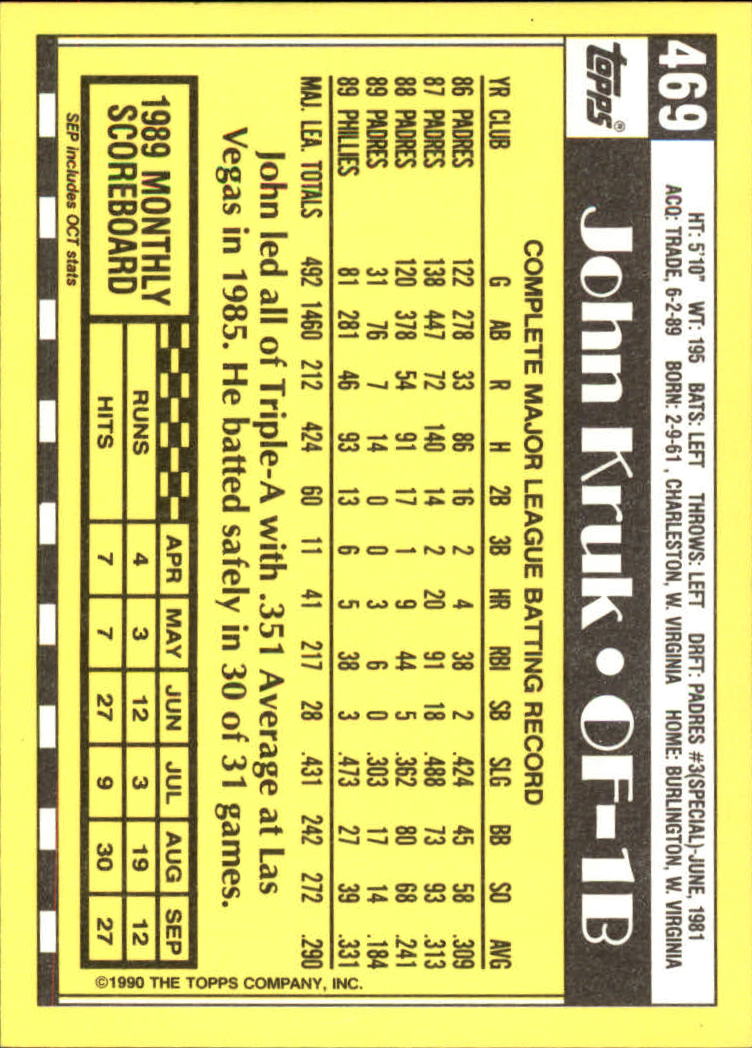 469
HT: 5'10" WT: 195 BATS: LEFT THROWS: LEFT DRFT: PADRES #3(SPECIAL)-JUNE, 1981
ACQ: TRADE, 6-2-89 BORN: 2-9-61, CHARLESTON, W. VIRGINIA HOME: BURLINGTON, W. VIRGINIA
topps®
John Kruk • OF-1B
COMPLETE MAJOR LEAGUE BATTING RECORD
YR CLUB G AB R H 2B 3B HR RBI SB SLG BB SO AVG
86 PADRES 122 278 33 86 16 2 4 38 2 .424 45 58 .309
87 PADRES 138 447 72 140 14 2 20 91 18 .488 73 93 .313
88 PADRES 120 378 54 91 17 1 9 44 5 .362 80 68 .241
89 PADRES 31 76 7 14 0 0 3 6 0 .303 17 14 .184
89 PHILLIES 81 281 46 93 13 6 5 38 3 .473 27 39 .331
MAJ. LEA. TOTALS 492 1460 212 424 60 11 41 217 28 .431 242 272 .290
John led all of Triple-A with .351 Average at Las
Vegas in 1985. He batted safely in 30 of 31 games.
1989 MONTHLY
SCOREBOARD
APR MAY JUN JUL AUG SEP
RUNS 4 3 12 3 19 12
HITS 7 7 27 9 30 27
SEP includes OCT stats
©1990 THE TOPPS COMPANY, INC.